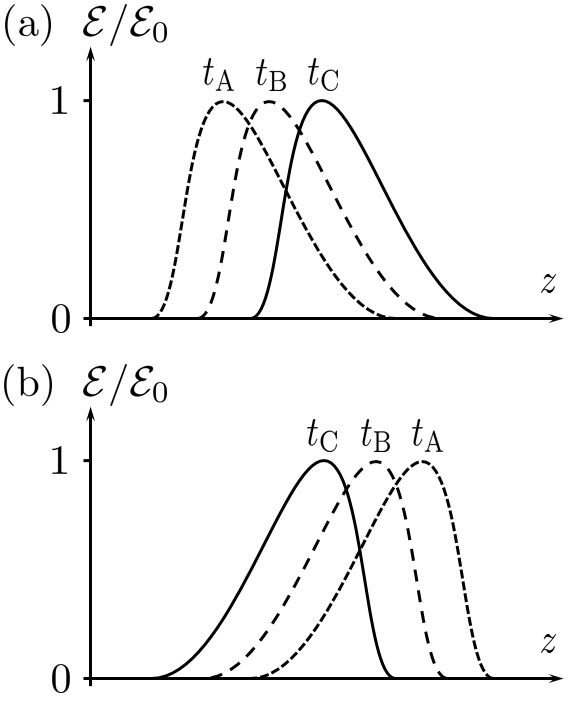 (a) ℰ/ℰ₀
t_A t_B t_C
1
z
0
(b) ℰ/ℰ₀
t_C t_B t_A
1
z
0